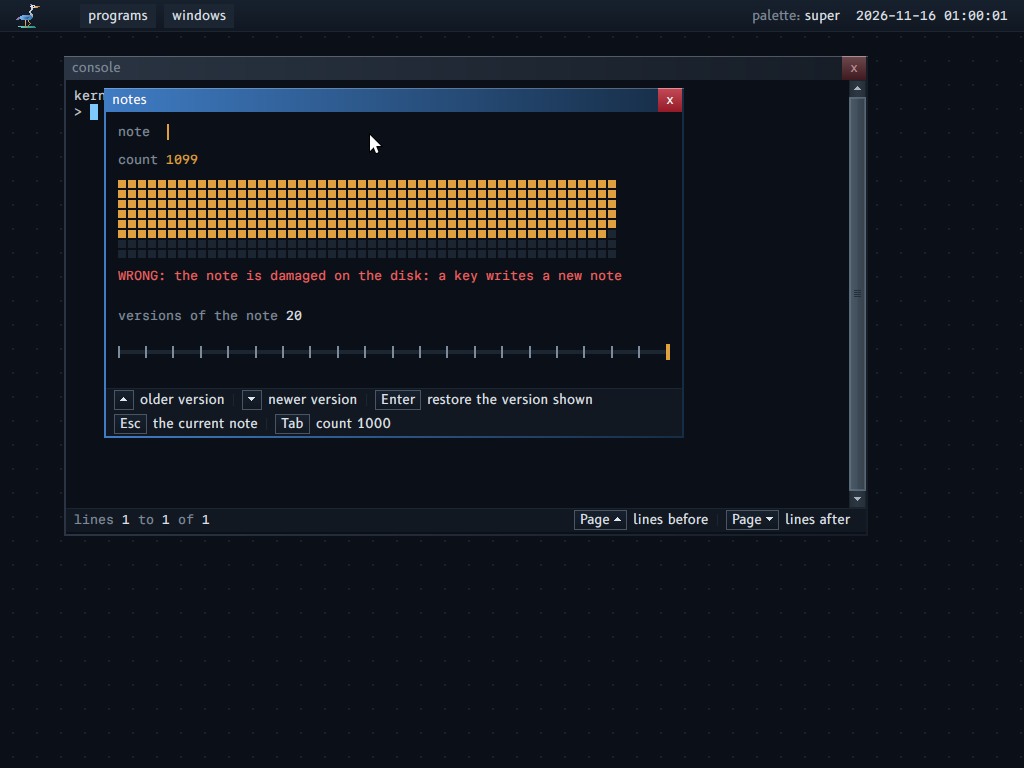 programs windows palette: super 2026-11-16 01:00:01
console x
kern
> 
notes x
note
count 1099
WRONG: the note is damaged on the disk: a key writes a new note
versions of the note 20
older version newer version Enter restore the version shown
Esc the current note Tab count 1000
lines 1 to 1 of 1 Page lines before Page lines after